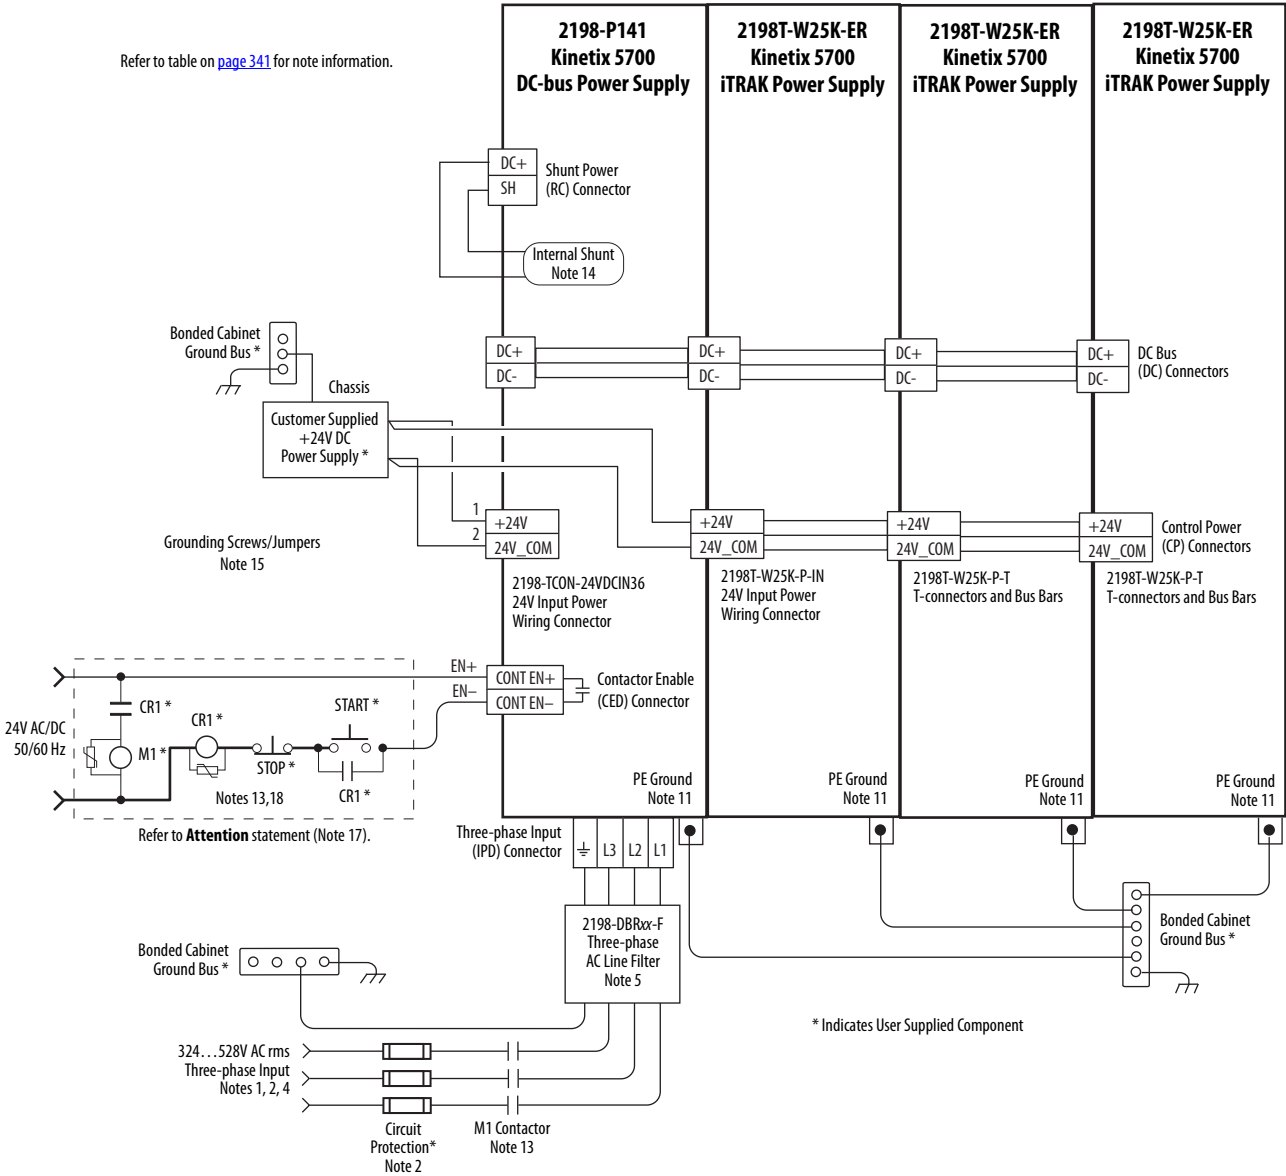 Refer to table on page 341 for note information.
2198-P141
Kinetix 5700
DC-bus Power Supply
2198T-W25K-ER
Kinetix 5700
iTRAK Power Supply
2198T-W25K-ER
Kinetix 5700
iTRAK Power Supply
2198T-W25K-ER
Kinetix 5700
iTRAK Power Supply
DC+
SH
Shunt Power
(RC) Connector
Internal Shunt
Note 14
Bonded Cabinet
Ground Bus *
Chassis
Customer Supplied
+24V DC
Power Supply *
DC+
DC-
DC+
DC-
DC+
DC-
DC+
DC-
DC Bus
(DC) Connectors
Grounding Screws/Jumpers
Note 15
1
2
+24V
24V_COM
+24V
24V_COM
+24V
24V_COM
+24V
24V_COM
Control Power
(CP) Connectors
2198-TCON-24VDCIN36
24V Input Power
Wiring Connector
2198T-W25K-P-IN
24V Input Power
Wiring Connector
2198T-W25K-P-T
T-connectors and Bus Bars
2198T-W25K-P-T
T-connectors and Bus Bars
EN+
EN–
CONT EN+
CONT EN–
Contactor Enable
(CED) Connector
24V AC/DC
50/60 Hz
CR1 *
M1 *
CR1 *
STOP *
START *
CR1 *
Notes 13,18
Refer to Attention statement (Note 17).
PE Ground
Note 11
PE Ground
Note 11
PE Ground
Note 11
PE Ground
Note 11
Three-phase Input
(IPD) Connector
L3
L2
L1
2198-DBRxx-F
Three-phase
AC Line Filter
Note 5
Bonded Cabinet
Ground Bus *
Bonded Cabinet
Ground Bus *
* Indicates User Supplied Component
324…528V AC rms
Three-phase Input
Notes 1, 2, 4
Circuit
Protection*
Note 2
M1 Contactor
Note 13